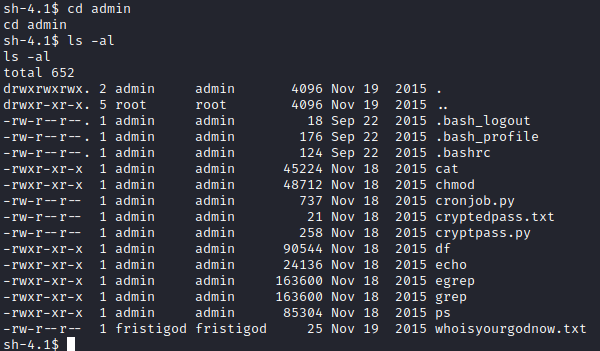 sh-4.1$ cd admin
cd admin
sh-4.1$ ls -al
ls -al
total 652
drwxrwxrwx. 2 admin     admin       4096 Nov 19  2015 .
drwxr-xr-x. 5 root      root        4096 Nov 19  2015 ..
-rw-r--r--. 1 admin     admin         18 Sep 22  2015 .bash_logout
-rw-r--r--. 1 admin     admin        176 Sep 22  2015 .bash_profile
-rw-r--r--. 1 admin     admin        124 Sep 22  2015 .bashrc
-rwxr-xr-x  1 admin     admin      45224 Nov 18  2015 cat
-rwxr-xr-x  1 admin     admin      48712 Nov 18  2015 chmod
-rw-r--r--  1 admin     admin        737 Nov 18  2015 cronjob.py
-rw-r--r--  1 admin     admin         21 Nov 18  2015 cryptedpass.txt
-rw-r--r--  1 admin     admin        258 Nov 18  2015 cryptpass.py
-rwxr-xr-x  1 admin     admin      90544 Nov 18  2015 df
-rwxr-xr-x  1 admin     admin      24136 Nov 18  2015 echo
-rwxr-xr-x  1 admin     admin     163600 Nov 18  2015 egrep
-rwxr-xr-x  1 admin     admin     163600 Nov 18  2015 grep
-rwxr-xr-x  1 admin     admin      85304 Nov 18  2015 ps
-rw-r--r--  1 fristigod fristigod     25 Nov 19  2015 whoisyourgodnow.txt
sh-4.1$